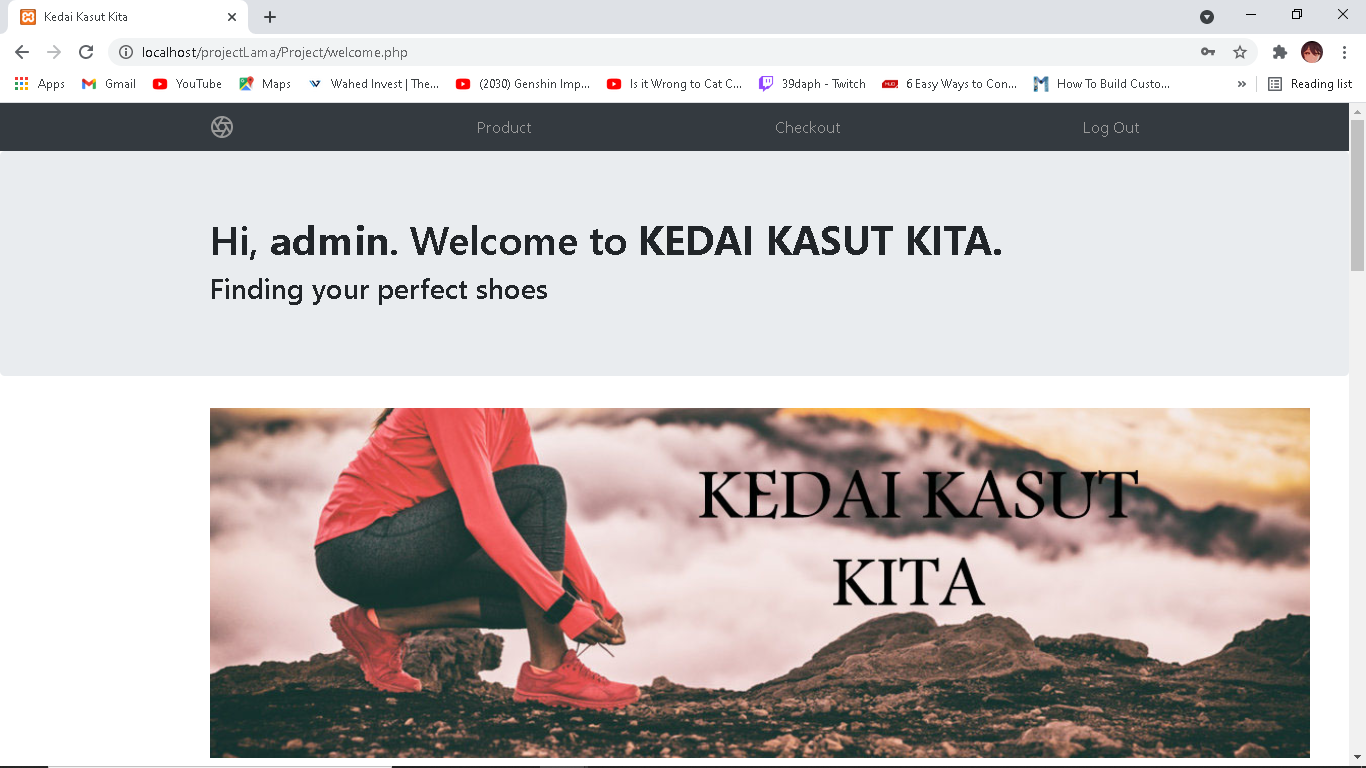 Kedai Kasut Kita
localhost/projectLama/Project/welcome.php
Apps Gmail YouTube Maps Wahed Invest | The... (2030) Genshin Imp... Is it Wrong to Cat C... 39daph - Twitch 6 Easy Ways to Con... How To Build Custo... » Reading list
Product Checkout Log Out
Hi, admin. Welcome to KEDAI KASUT KITA.
Finding your perfect shoes
KEDAI KASUT
KITA